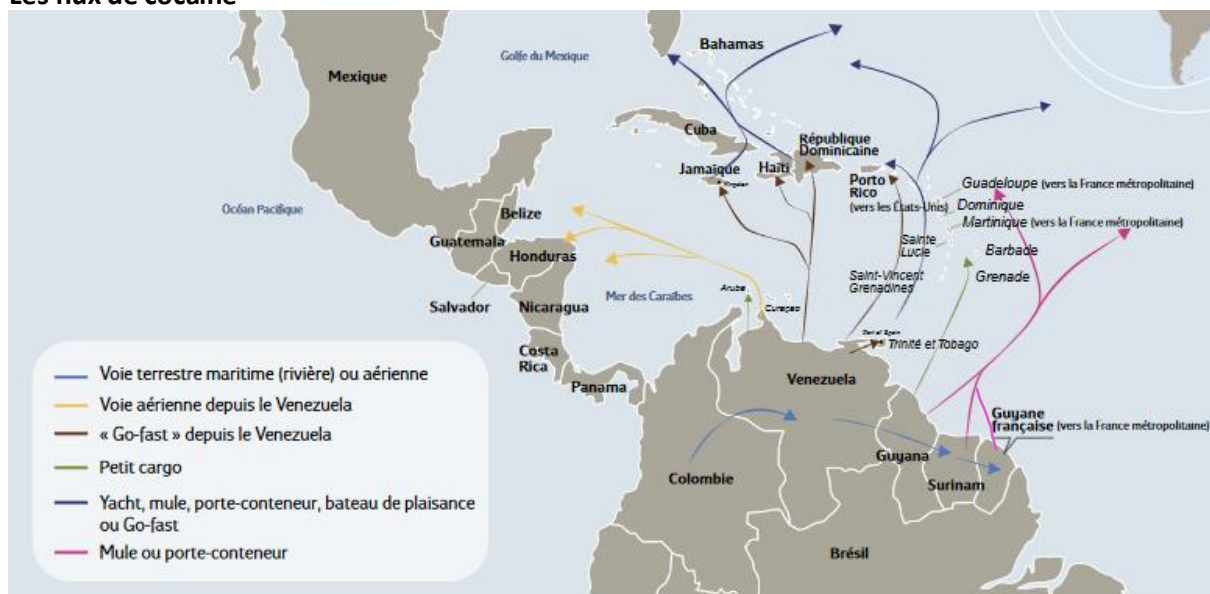 Les flux de cocaïne
Bahamas
Golfe du Mexique
Mexique
Cuba
République
Dominicaine
Jamaïque
Haïti
Kingston
Porto
Rico
(vers les États-Unis)
Guadeloupe (vers la France métropolitaine)
Dominique
Martinique (vers la France métropolitaine)
Océan Pacifique
Belize
Guatemala
Honduras
Sainte
Lucie
Barbade
Saint-Vincent
Grenadines
Grenade
Salvador
Nicaragua
Mer des Caraïbes
Aruba
Curaçao
Port of Spain
Trinité et Tobago
Costa
Rica
Panama
Venezuela
Guyane
française (vers la France métropolitaine)
Guyana
Colombie
Surinam
Brésil
Voie terrestre maritime (rivière) ou aérienne
Voie aérienne depuis le Venezuela
« Go-fast » depuis le Venezuela
Petit cargo
Yacht, mule, porte-conteneur, bateau de plaisance
ou Go-fast
Mule ou porte-conteneur